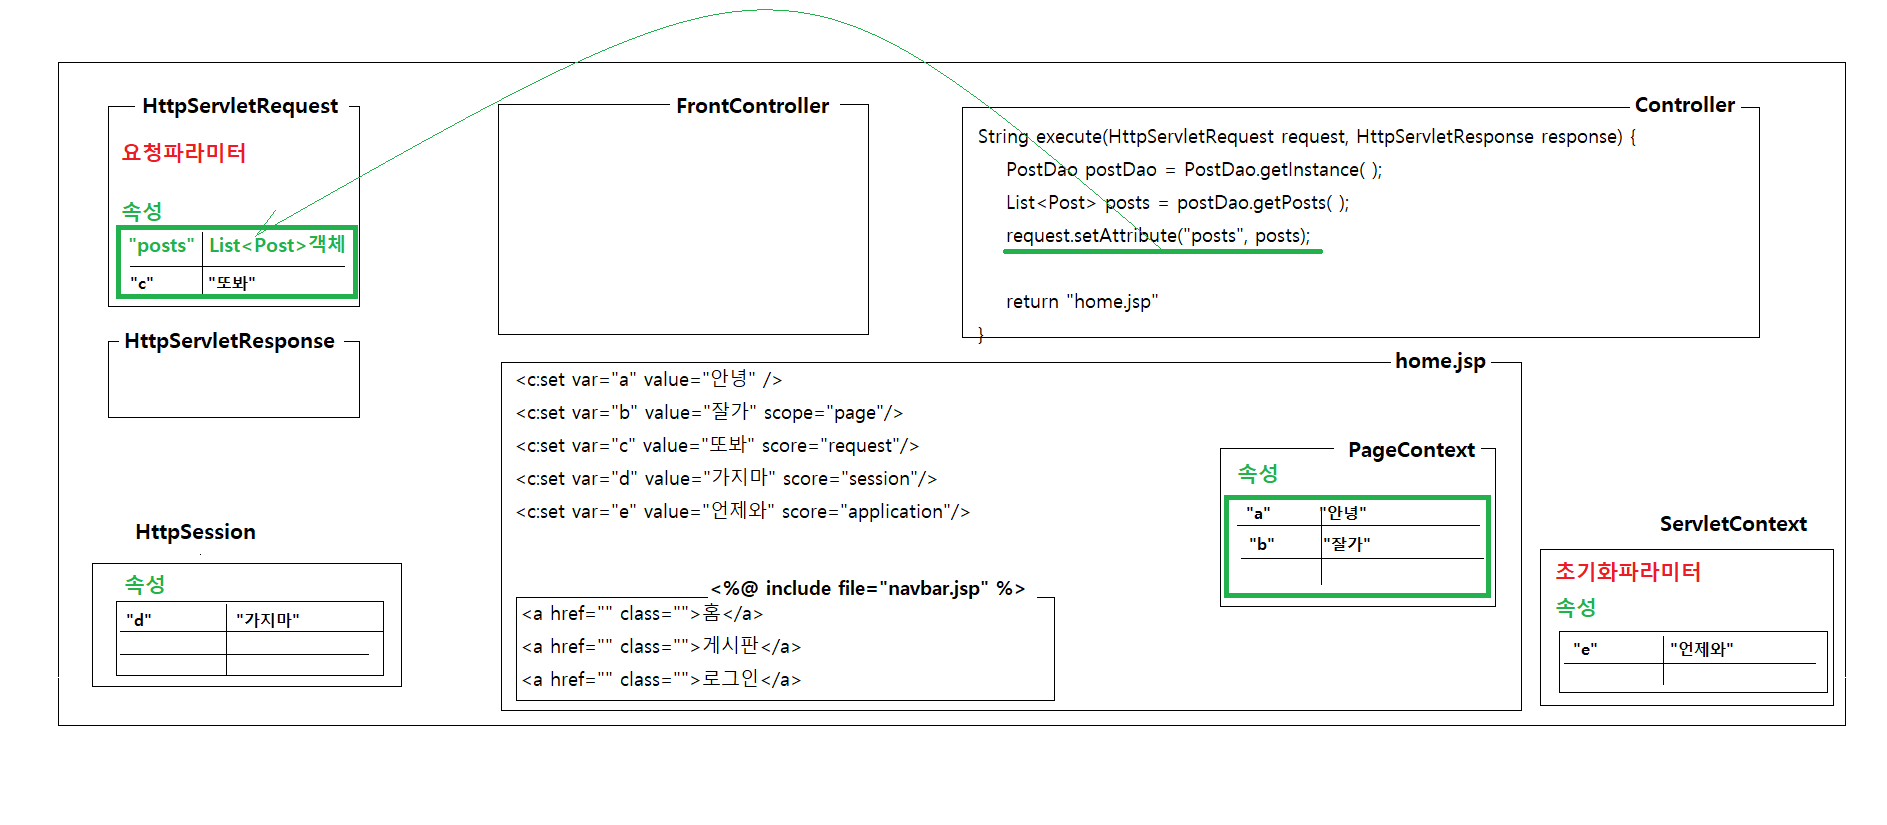 HttpServletRequest
요청파라미터
속성
"posts" List<Post>객체
"c" "또봐"
HttpServletResponse
FrontController
Controller
String execute(HttpServletRequest request, HttpServletResponse response) {
PostDao postDao = PostDao.getInstance( );
List<Post> posts = postDao.getPosts( );
request.setAttribute("posts", posts);
return "home.jsp"
}
home.jsp
<c:set var="a" value="안녕" />
<c:set var="b" value="잘가" scope="page"/>
<c:set var="c" value="또봐" score="request"/>
<c:set var="d" value="가지마" score="session"/>
<c:set var="e" value="언제와" score="application"/>
PageContext
속성
"a" "안녕"
"b" "잘가"
<%@ include file="navbar.jsp" %>
<a href="" class="">홈</a>
<a href="" class="">게시판</a>
<a href="" class="">로그인</a>
HttpSession
속성
"d" "가지마"
ServletContext
초기화파라미터
속성
"e" "언제와"